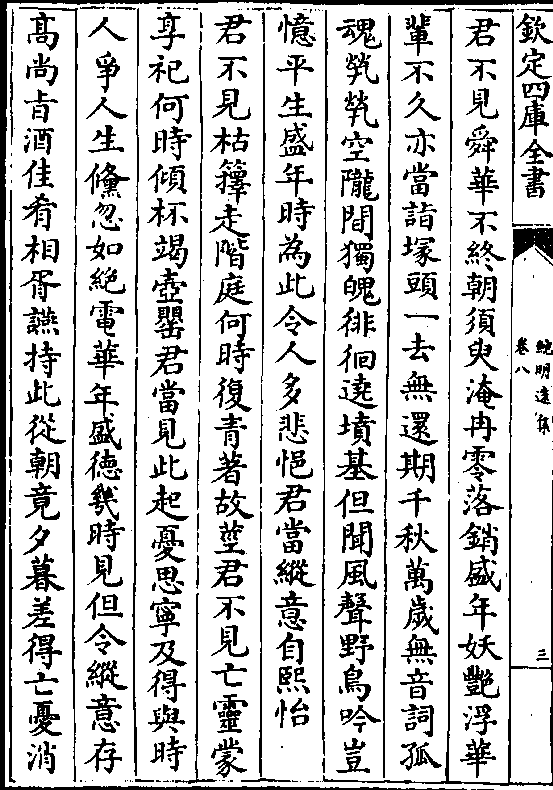 欽定四庫全書
鮑明遠集
卷八
三
君不見舜華不終朝須臾淹冉零落銷盛年妖艷浮華
輩不久亦當詣塚頭一去無還期千秋萬歲無音詞孤
魂煢煢空隴間獨魄徘徊遶墳基但聞風聲野鳥吟豈
憶平生盛年時為此令人多悲悒君當縱意自熙怡
君不見枯籜走階庭何時復青著故莖君不見亡靈蒙
享祀何時傾杯竭壺罌君當見此起憂思寧及得與時
人爭人生儵忽如絶電華年盛德幾時見但令縱意存
髙尚㫖酒佳肴相胥讌持此從朝竟夕暮差得亡憂消